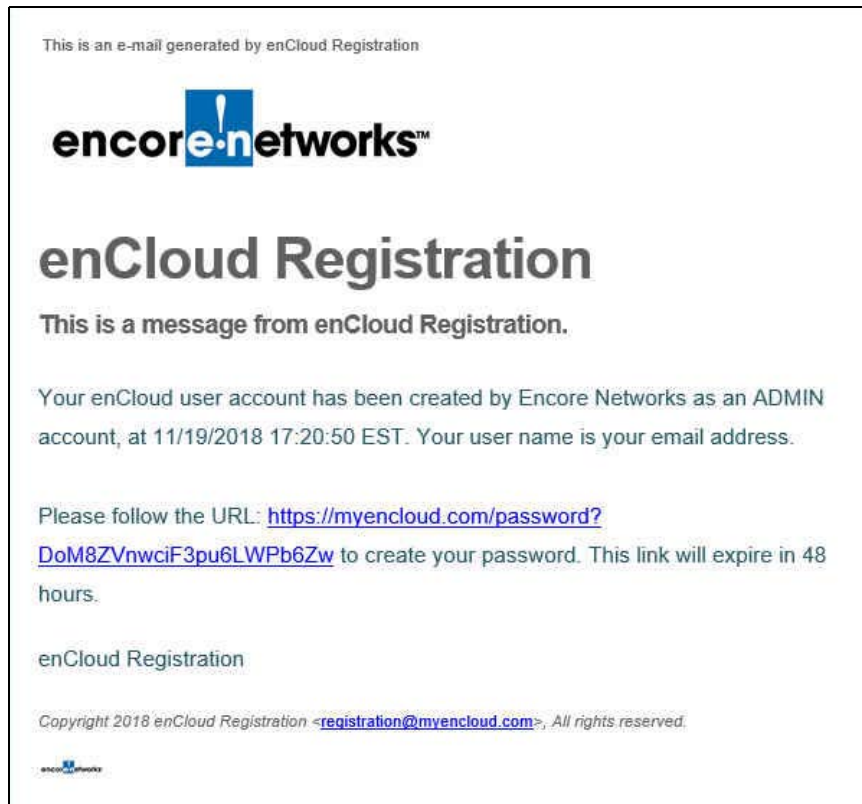 This is an e-mail generated by enCloud Registration
encore!networks™
enCloud Registration
This is a message from enCloud Registration.
Your enCloud user account has been created by Encore Networks as an ADMIN
account, at 11/19/2018 17:20:50 EST. Your user name is your email address.
Please follow the URL: https://myencloud.com/password?
DoM8ZVnwciF3pu6LWPb6Zw to create your password. This link will expire in 48
hours.
enCloud Registration
Copyright 2018 enCloud Registration <registration@myencloud.com>, All rights reserved.
encore!networks